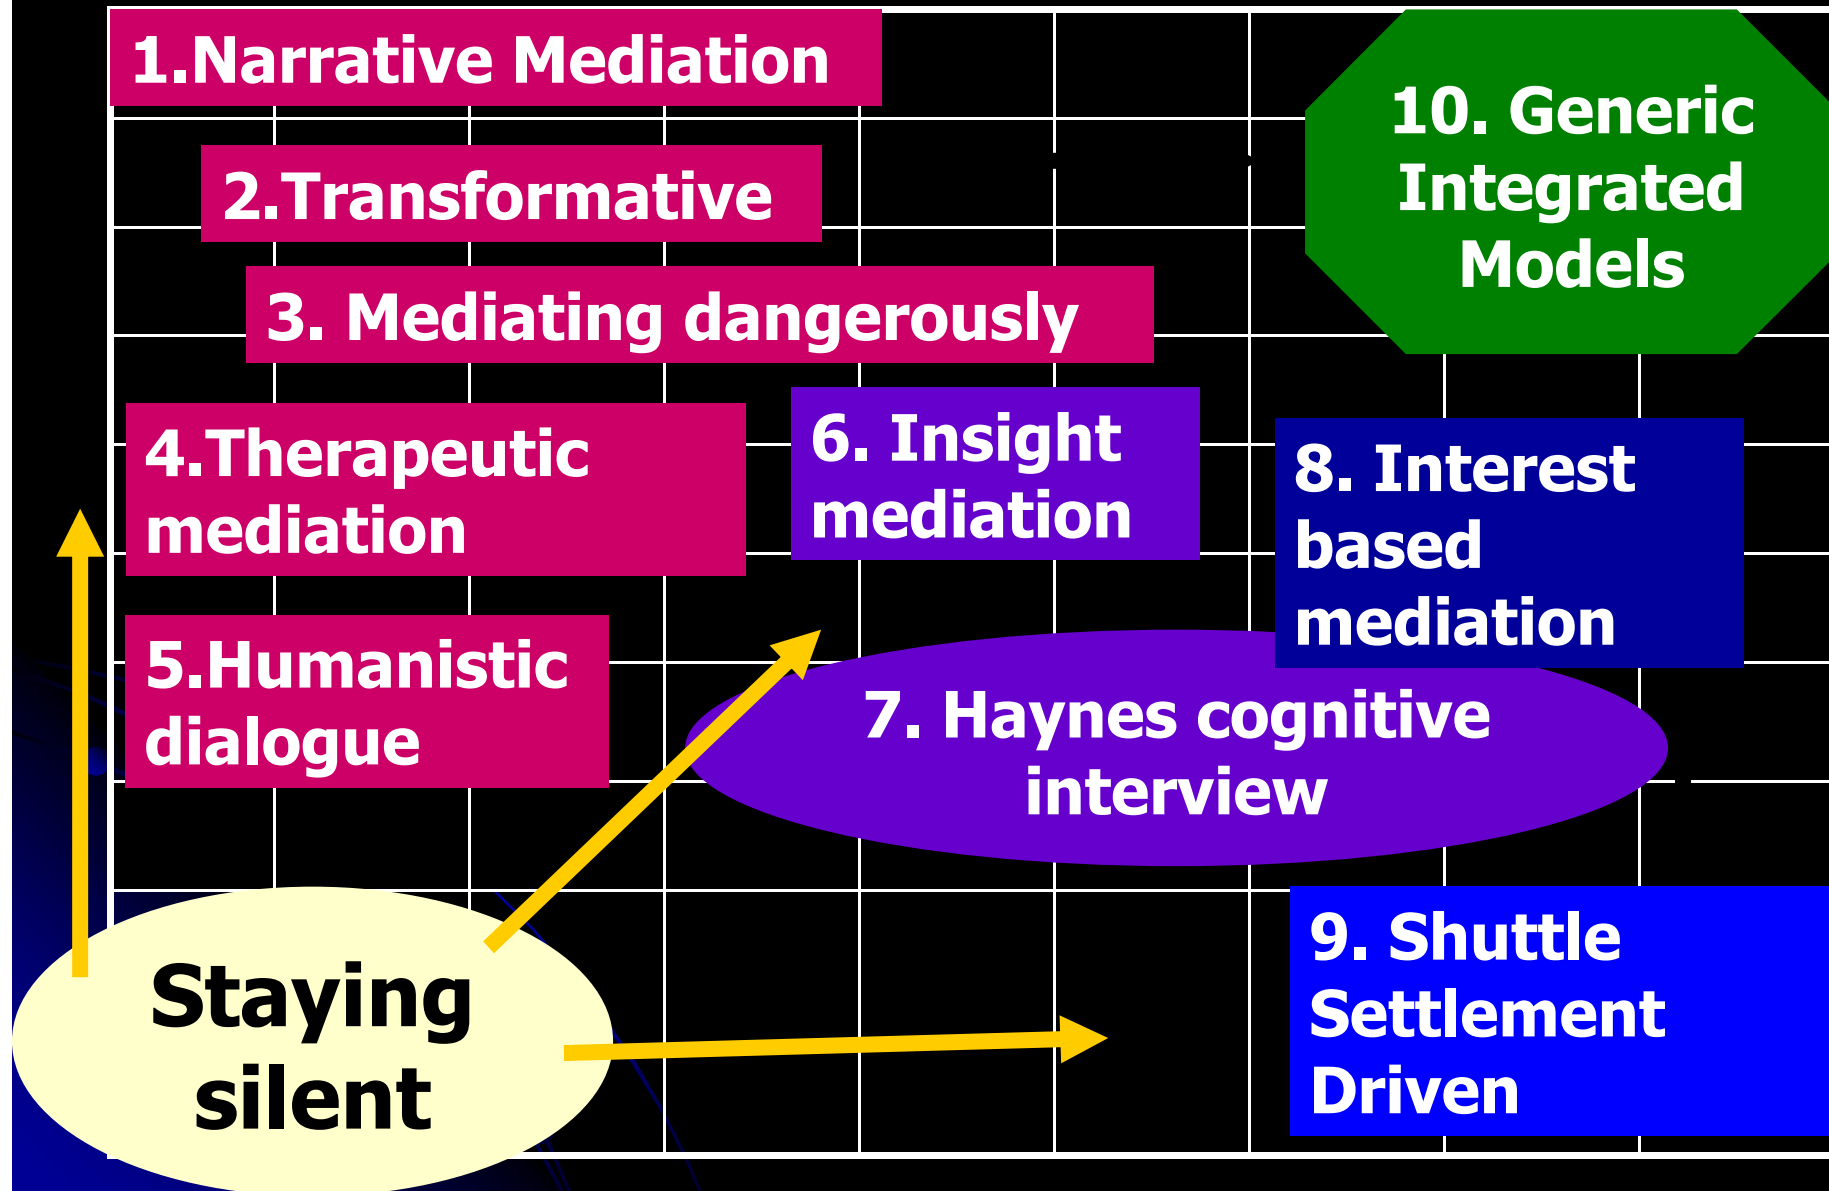 1.Narrative Mediation
10. Generic
Integrated
Models
2.Transformative
3. Mediating dangerously
4.Therapeutic
mediation
6. Insight
mediation
8. Interest
based
mediation
5.Humanistic
dialogue
7. Haynes cognitive
interview
9. Shuttle
Settlement
Driven
Staying
silent